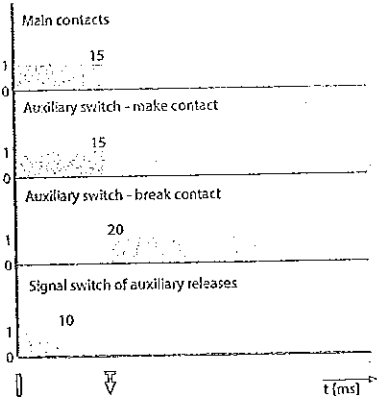 Main contacts
15
1
0
Auxiliary switch - make contact
15
1
0
Auxiliary switch - break contact
20
1
0
Signal switch of auxiliary releases
10
1
0
t [ms]